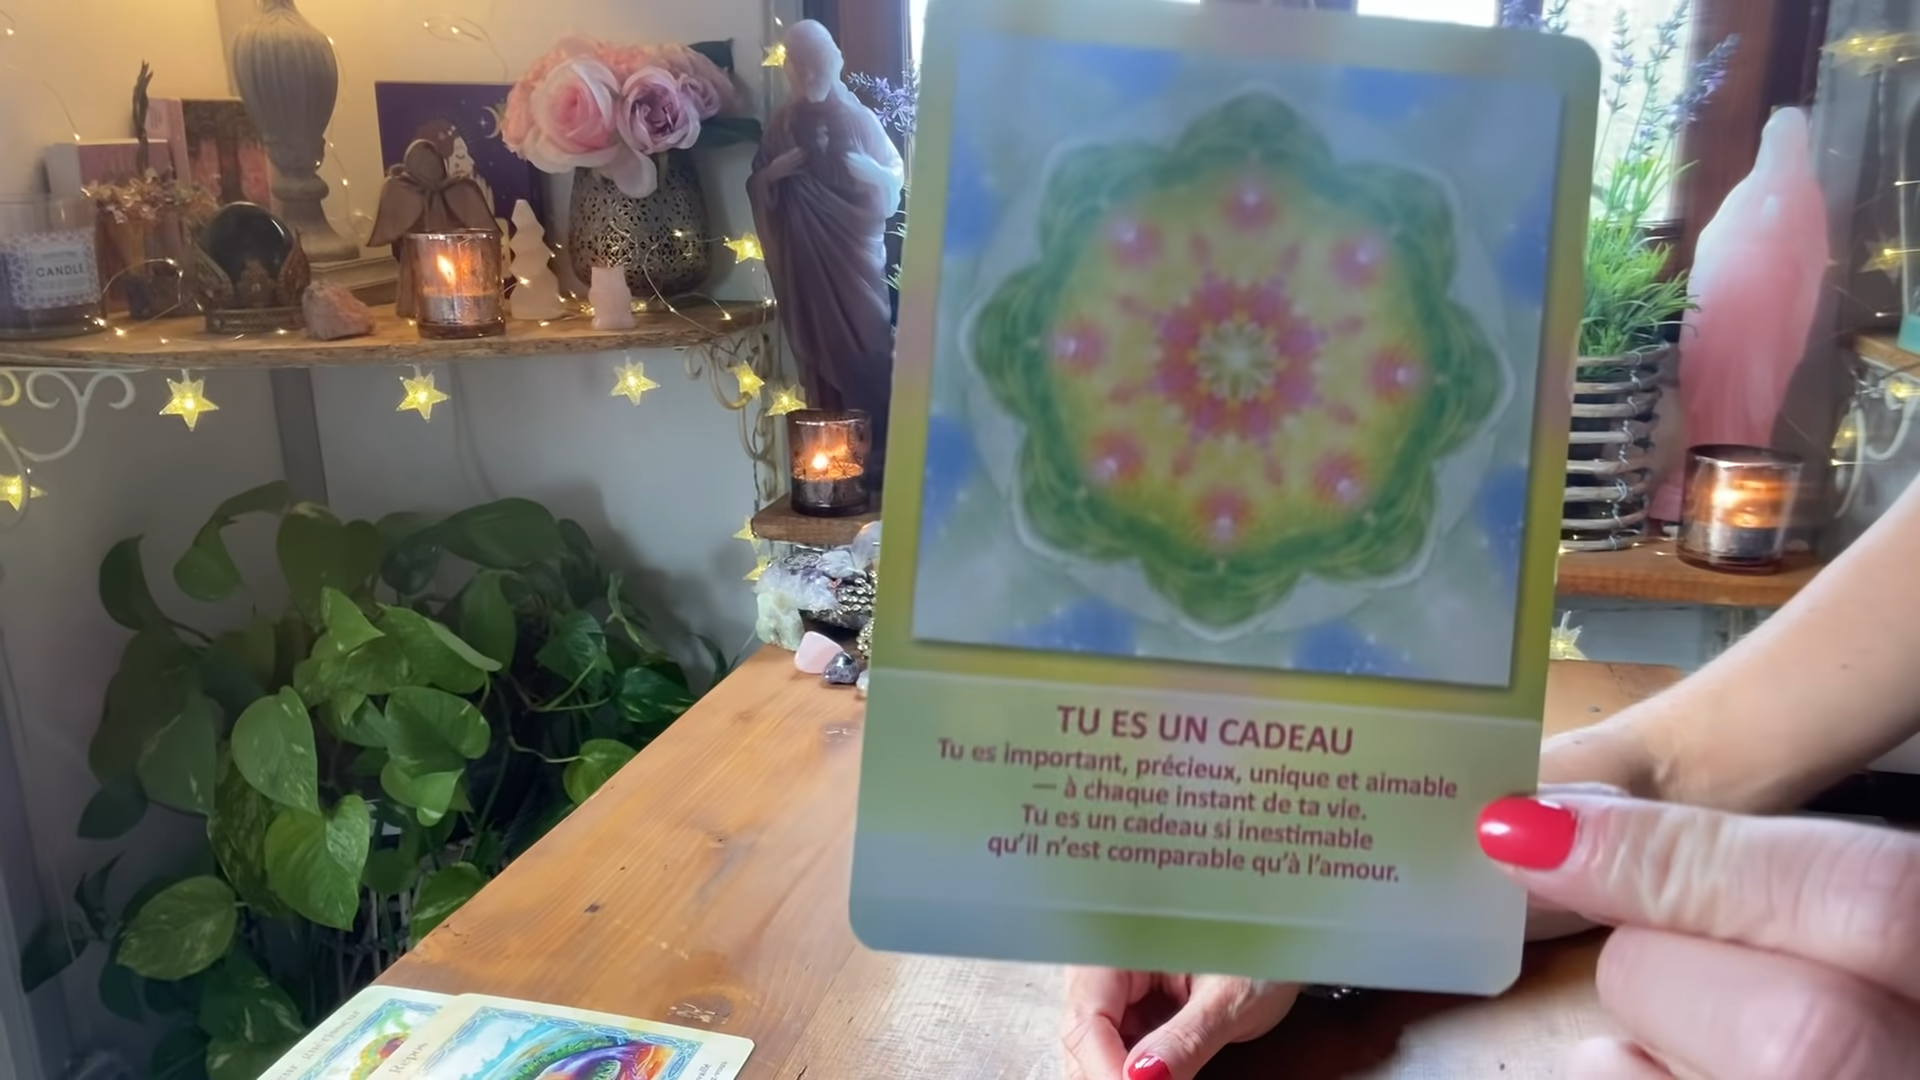 CANDLE
TU ES UN CADEAU
Tu es important, précieux, unique et aimable
— à chaque instant de ta vie.
Tu es un cadeau si inestimable
qu'il n'est comparable qu'à l'amour.
Repos